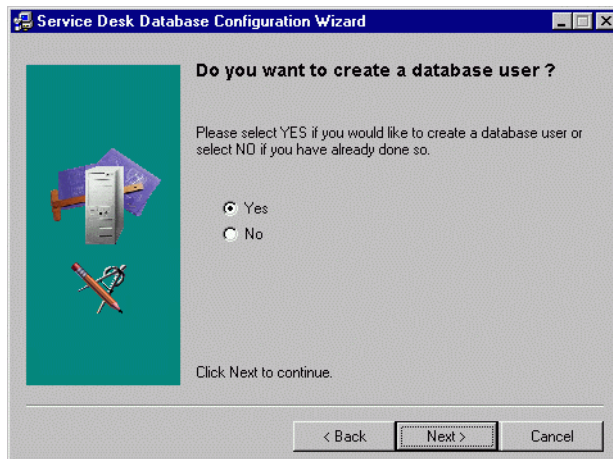 Service Desk Database Configuration Wizard
Do you want to create a database user ?
Please select YES if you would like to create a database user or
select NO if you have already done so.
Yes
No
Click Next to continue.
< Back
Next >
Cancel